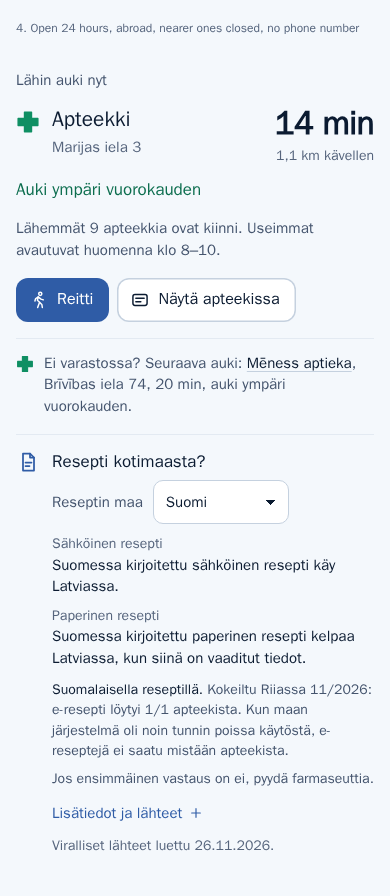 4. Open 24 hours, abroad, nearer ones closed, no phone number
Lähin auki nyt
Apteekki
14 min
Marijas iela 3
1,1 km kävellen
Auki ympäri vuorokauden
Lähemmät 9 apteekkia ovat kiinni. Useimmat
avautuvat huomenna klo 8–10.
Reitti
Näytä apteekissa
Ei varastossa? Seuraava auki: Mēness aptieka,
Brīvības iela 74, 20 min, auki ympäri
vuorokauden.
Resepti kotimaasta?
Reseptin maa
Suomi
Sähköinen resepti
Suomessa kirjoitettu sähköinen resepti käy
Latviassa.
Paperinen resepti
Suomessa kirjoitettu paperinen resepti kelpaa
Latviassa, kun siinä on vaaditut tiedot.
Suomalaisella reseptillä. Kokeiltu Riiassa 11/2026:
e-resepti löytyi 1/1 apteekista. Kun maan
järjestelmä oli noin tunnin poissa käytöstä, e-
reseptejä ei saatu mistään apteekista.
Jos ensimmäinen vastaus on ei, pyydä farmaseuttia.
Lisätiedot ja lähteet +
Viralliset lähteet luettu 26.11.2026.